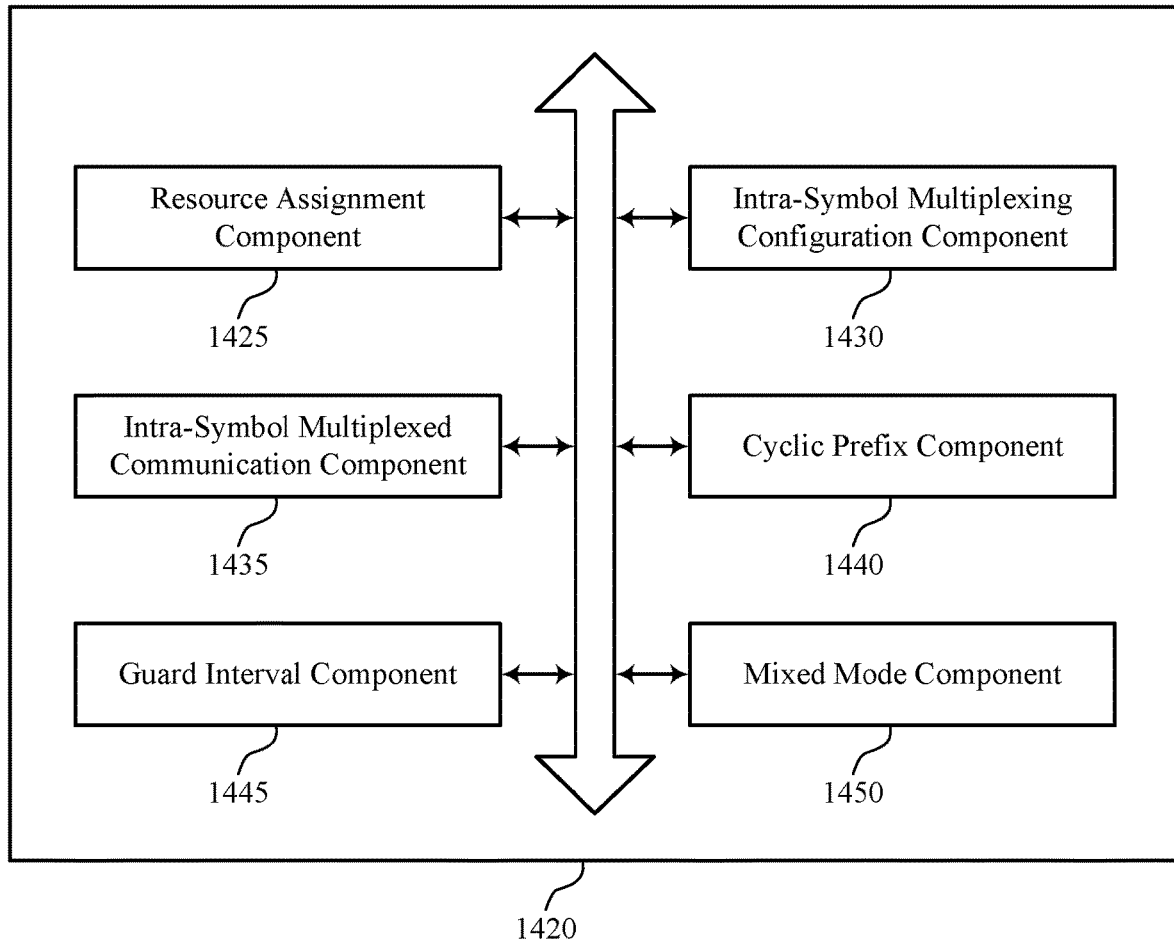 Resource Assignment
Component
1425
Intra-Symbol Multiplexing
Configuration Component
1430
Intra-Symbol Multiplexed
Communication Component
1435
Cyclic Prefix Component
1440
Guard Interval Component
1445
Mixed Mode Component
1450
1420